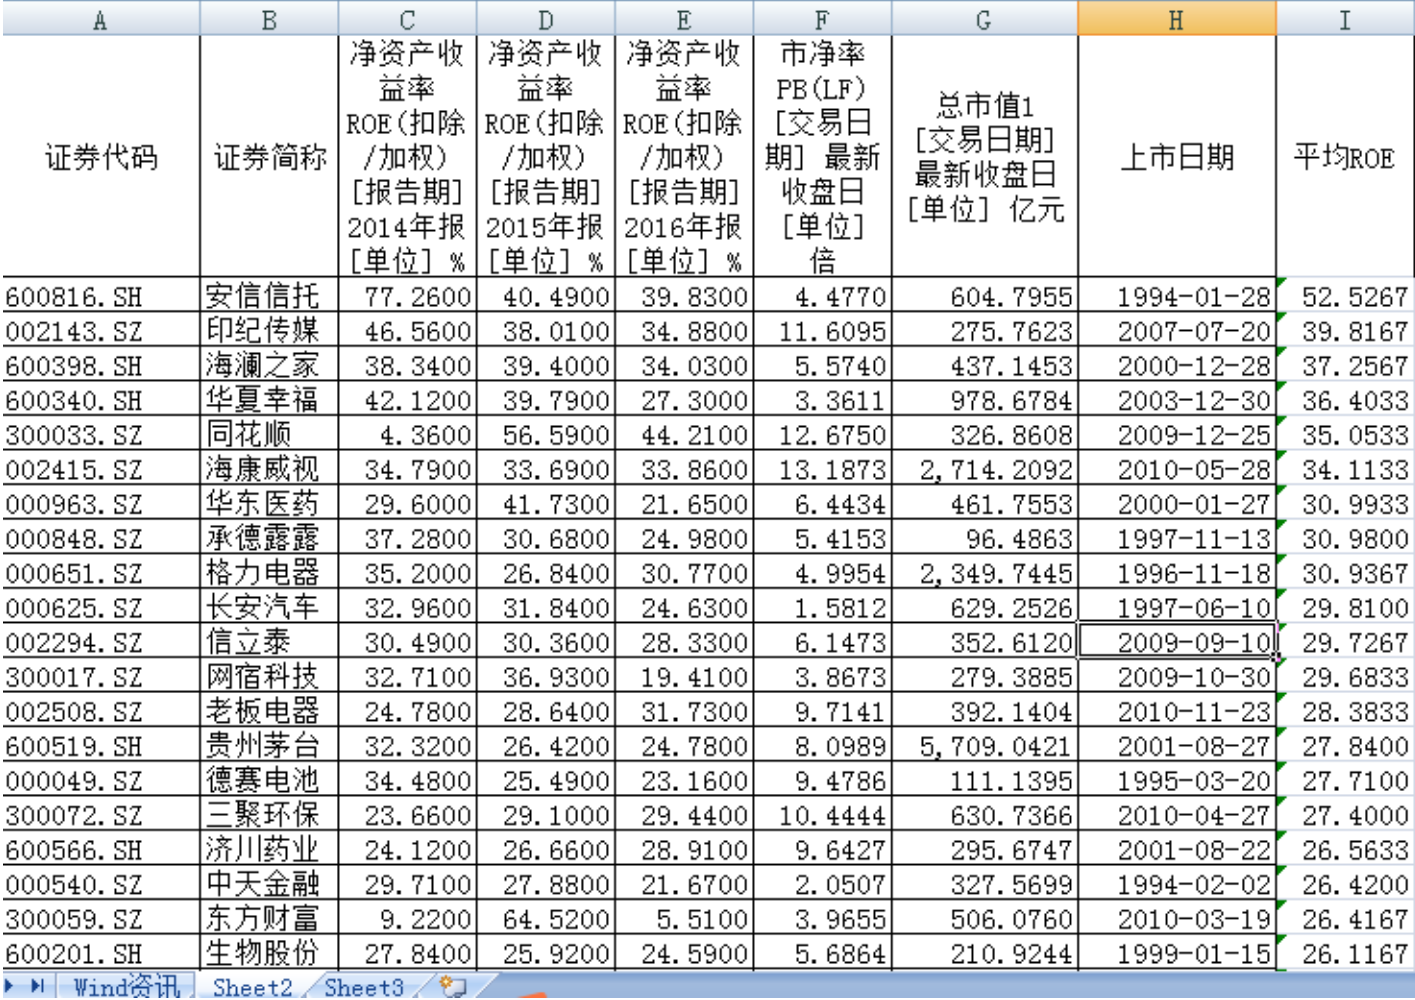 A B C D E F G H I
证券代码 证券简称 净资产收益率ROE(扣除/加权) [报告期] 2014年报 [单位] % 净资产收益率ROE(扣除/加权) [报告期] 2015年报 [单位] % 净资产收益率ROE(扣除/加权) [报告期] 2016年报 [单位] % 市净率PB(LF) [交易日期] 最新收盘日 [单位] 倍 总市值1 [交易日期] 最新收盘日 [单位] 亿元 上市日期 平均ROE
600816.SH 安信信托 77.2600 40.4900 39.8300 4.4770 604.7955 1994-01-28 52.5267
002143.SZ 印纪传媒 46.5600 38.0100 34.8800 11.6095 275.7623 2007-07-20 39.8167
600398.SH 海澜之家 38.3400 39.4000 34.0300 5.5740 437.1453 2000-12-28 37.2567
600340.SH 华夏幸福 42.1200 39.7900 27.3000 3.3611 978.6784 2003-12-30 36.4033
300033.SZ 同花顺 4.3600 56.5900 44.2100 12.6750 326.8608 2009-12-25 35.0533
002415.SZ 海康威视 34.7900 33.6900 33.8600 13.1873 2,714.2092 2010-05-28 34.1133
000963.SZ 华东医药 29.6000 41.7300 21.6500 6.4434 461.7553 2000-01-27 30.9933
000848.SZ 承德露露 37.2800 30.6800 24.9800 5.4153 96.4863 1997-11-13 30.9800
000651.SZ 格力电器 35.2000 26.8400 30.7700 4.9954 2,349.7445 1996-11-18 30.9367
000625.SZ 长安汽车 32.9600 31.8400 24.6300 1.5812 629.2526 1997-06-10 29.8100
002294.SZ 信立泰 30.4900 30.3600 28.3300 6.1473 352.6120 2009-09-10 29.7267
300017.SZ 网宿科技 32.7100 36.9300 19.4100 3.8673 279.3885 2009-10-30 29.6833
002508.SZ 老板电器 24.7800 28.6400 31.7300 9.7141 392.1404 2010-11-23 28.3833
600519.SH 贵州茅台 32.3200 26.4200 24.7800 8.0989 5,709.0421 2001-08-27 27.8400
000049.SZ 德赛电池 34.4800 25.4900 23.1600 9.4786 111.1395 1995-03-20 27.7100
300072.SZ 三聚环保 23.6600 29.1000 29.4400 10.4444 630.7366 2010-04-27 27.4000
600566.SH 济川药业 24.1200 26.6600 28.9100 9.6427 295.6747 2001-08-22 26.5633
000540.SZ 中天金融 29.7100 27.8800 21.6700 2.0507 327.5699 1994-02-02 26.4200
300059.SZ 东方财富 9.2200 64.5200 5.5100 3.9655 506.0760 2010-03-19 26.4167
600201.SH 生物股份 27.8400 25.9200 24.5900 5.6864 210.9244 1999-01-15 26.1167
Wind资讯 Sheet2 Sheet3